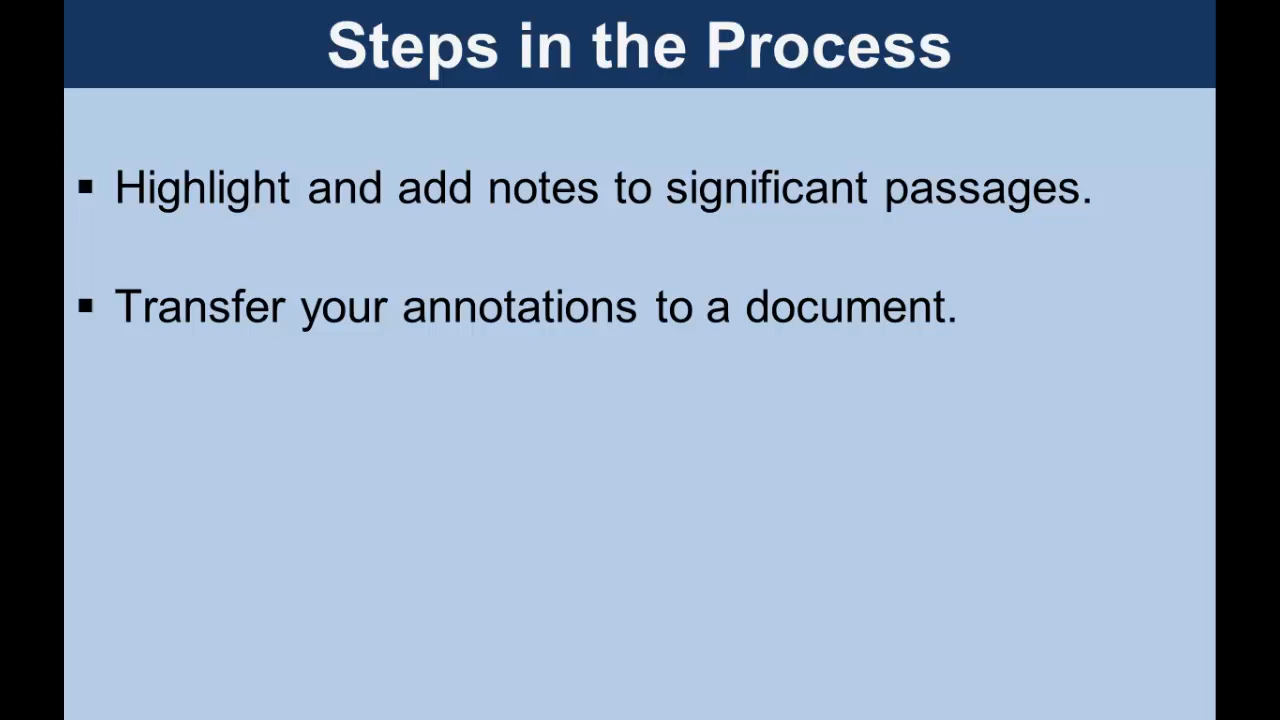 Steps in the Process
▪ Highlight and add notes to significant passages.
▪ Transfer your annotations to a document.